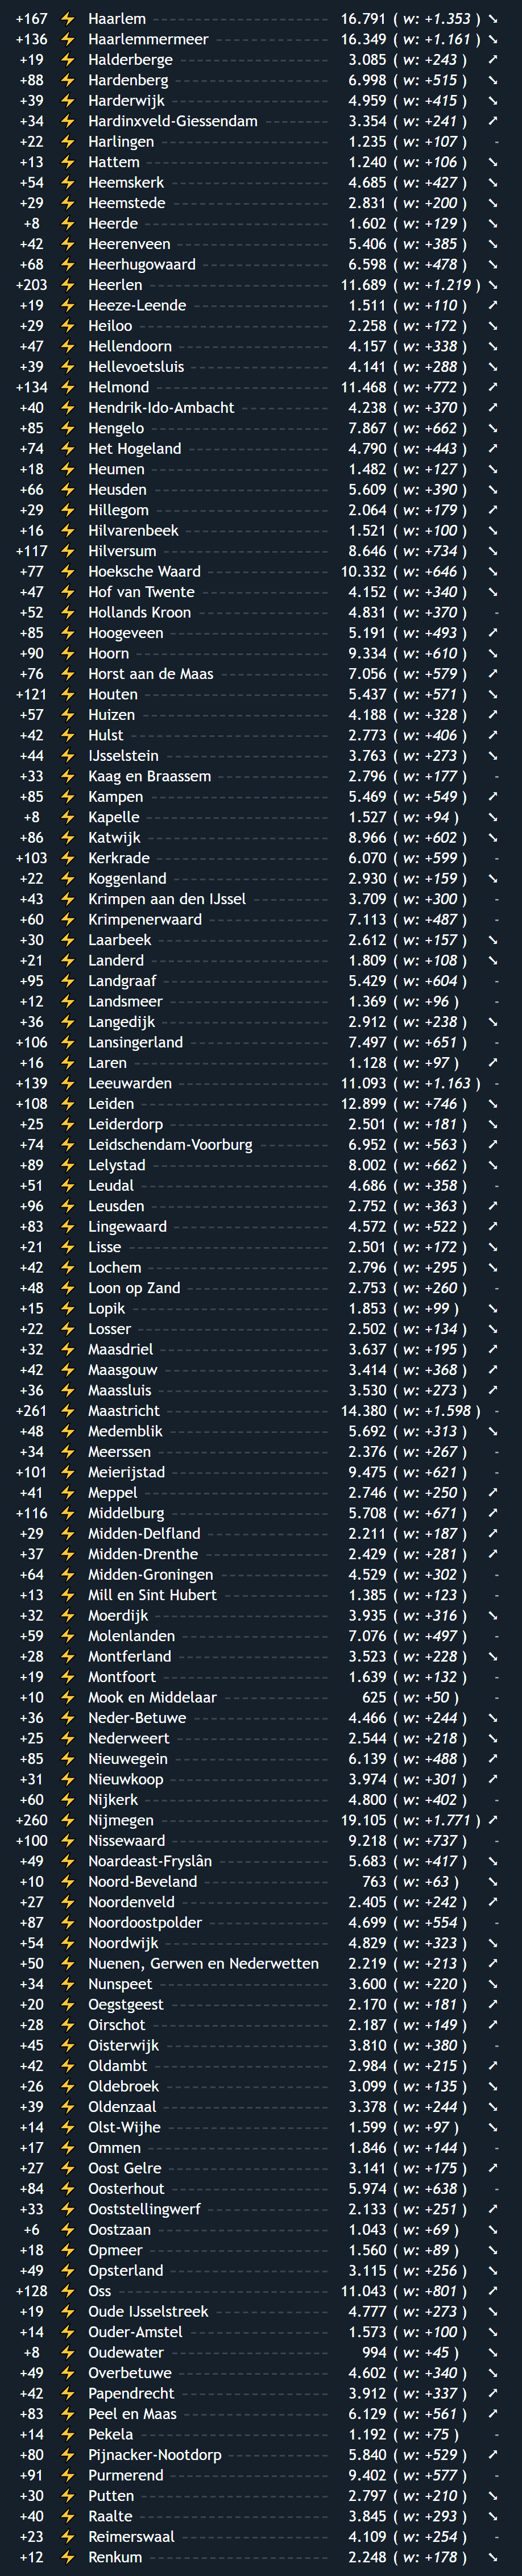 +167 ⚡ Haarlem 16.791 ( w: +1.353 ) ➘
+136 ⚡ Haarlemmermeer 16.349 ( w: +1.161 ) ➘
+19 ⚡ Halderberge 3.085 ( w: +243 ) ➚
+88 ⚡ Hardenberg 6.998 ( w: +515 ) ➘
+39 ⚡ Harderwijk 4.959 ( w: +415 ) ➘
+34 ⚡ Hardinxveld-Giessendam 3.354 ( w: +241 ) ➚
+22 ⚡ Harlingen 1.235 ( w: +107 ) -
+13 ⚡ Hattem 1.240 ( w: +106 ) ➘
+54 ⚡ Heemskerk 4.685 ( w: +427 ) ➘
+29 ⚡ Heemstede 2.831 ( w: +200 ) ➘
+8 ⚡ Heerde 1.602 ( w: +129 ) ➘
+42 ⚡ Heerenveen 5.406 ( w: +385 ) ➘
+68 ⚡ Heerhugowaard 6.598 ( w: +478 ) ➘
+203 ⚡ Heerlen 11.689 ( w: +1.219 ) ➘
+19 ⚡ Heeze-Leende 1.511 ( w: +110 ) ➚
+29 ⚡ Heiloo 2.258 ( w: +172 ) ➘
+47 ⚡ Hellendoorn 4.157 ( w: +338 ) ➘
+39 ⚡ Hellevoetsluis 4.141 ( w: +288 ) ➘
+134 ⚡ Helmond 11.468 ( w: +772 ) ➚
+40 ⚡ Hendrik-Ido-Ambacht 4.238 ( w: +370 ) ➚
+85 ⚡ Hengelo 7.867 ( w: +662 ) ➘
+74 ⚡ Het Hogeland 4.790 ( w: +443 ) ➚
+18 ⚡ Heumen 1.482 ( w: +127 ) ➘
+66 ⚡ Heusden 5.609 ( w: +390 ) ➘
+29 ⚡ Hillegom 2.064 ( w: +179 ) ➚
+16 ⚡ Hilvarenbeek 1.521 ( w: +100 ) ➘
+117 ⚡ Hilversum 8.646 ( w: +734 ) ➘
+77 ⚡ Hoeksche Waard 10.332 ( w: +646 ) ➘
+47 ⚡ Hof van Twente 4.152 ( w: +340 ) ➘
+52 ⚡ Hollands Kroon 4.831 ( w: +370 ) -
+85 ⚡ Hoogeveen 5.191 ( w: +493 ) ➚
+90 ⚡ Hoorn 9.334 ( w: +610 ) ➘
+76 ⚡ Horst aan de Maas 7.056 ( w: +579 ) ➚
+121 ⚡ Houten 5.437 ( w: +571 ) ➘
+57 ⚡ Huizen 4.188 ( w: +328 ) ➚
+42 ⚡ Hulst 2.773 ( w: +406 ) ➚
+44 ⚡ IJsselstein 3.763 ( w: +273 ) ➘
+33 ⚡ Kaag en Braassem 2.796 ( w: +177 ) -
+85 ⚡ Kampen 5.469 ( w: +549 ) ➚
+8 ⚡ Kapelle 1.527 ( w: +94 ) ➘
+86 ⚡ Katwijk 8.966 ( w: +602 ) ➘
+103 ⚡ Kerkrade 6.070 ( w: +599 ) -
+22 ⚡ Koggenland 2.930 ( w: +159 ) ➘
+43 ⚡ Krimpen aan den IJssel 3.709 ( w: +300 ) -
+60 ⚡ Krimpenerwaard 7.113 ( w: +487 ) -
+30 ⚡ Laarbeek 2.612 ( w: +157 ) ➘
+21 ⚡ Landerd 1.809 ( w: +108 ) ➘
+95 ⚡ Landgraaf 5.429 ( w: +604 ) -
+12 ⚡ Landsmeer 1.369 ( w: +96 ) -
+36 ⚡ Langedijk 2.912 ( w: +238 ) ➘
+106 ⚡ Lansingerland 7.497 ( w: +651 ) -
+16 ⚡ Laren 1.128 ( w: +97 ) ➚
+139 ⚡ Leeuwarden 11.093 ( w: +1.163 ) -
+108 ⚡ Leiden 12.899 ( w: +746 ) ➘
+25 ⚡ Leiderdorp 2.501 ( w: +181 ) ➘
+74 ⚡ Leidschendam-Voorburg 6.952 ( w: +563 ) ➚
+89 ⚡ Lelystad 8.002 ( w: +662 ) ➘
+51 ⚡ Leudal 4.686 ( w: +358 ) -
+96 ⚡ Leusden 2.752 ( w: +363 ) ➚
+83 ⚡ Lingewaard 4.572 ( w: +522 ) ➚
+21 ⚡ Lisse 2.501 ( w: +172 ) ➘
+42 ⚡ Lochem 2.796 ( w: +295 ) ➘
+48 ⚡ Loon op Zand 2.753 ( w: +260 ) -
+15 ⚡ Lopik 1.853 ( w: +99 ) ➘
+22 ⚡ Losser 2.502 ( w: +134 ) ➘
+32 ⚡ Maasdriel 3.637 ( w: +195 ) ➚
+42 ⚡ Maasgouw 3.414 ( w: +368 ) ➚
+36 ⚡ Maassluis 3.530 ( w: +273 ) ➚
+261 ⚡ Maastricht 14.380 ( w: +1.598 ) -
+48 ⚡ Medemblik 5.692 ( w: +313 ) ➘
+34 ⚡ Meerssen 2.376 ( w: +267 ) -
+101 ⚡ Meierijstad 9.475 ( w: +621 ) -
+41 ⚡ Meppel 2.746 ( w: +250 ) ➚
+116 ⚡ Middelburg 5.708 ( w: +671 ) ➚
+29 ⚡ Midden-Delfland 2.211 ( w: +187 ) ➚
+37 ⚡ Midden-Drenthe 2.429 ( w: +281 ) ➚
+64 ⚡ Midden-Groningen 4.529 ( w: +302 ) -
+13 ⚡ Mill en Sint Hubert 1.385 ( w: +123 ) -
+32 ⚡ Moerdijk 3.935 ( w: +316 ) ➘
+59 ⚡ Molenlanden 7.076 ( w: +497 ) -
+28 ⚡ Montferland 3.523 ( w: +228 ) ➘
+19 ⚡ Montfoort 1.639 ( w: +132 ) -
+10 ⚡ Mook en Middelaar 625 ( w: +50 ) -
+36 ⚡ Neder-Betuwe 4.466 ( w: +244 ) ➘
+25 ⚡ Nederweert 2.544 ( w: +218 ) ➘
+85 ⚡ Nieuwegein 6.139 ( w: +488 ) ➚
+31 ⚡ Nieuwkoop 3.974 ( w: +301 ) ➚
+60 ⚡ Nijkerk 4.800 ( w: +402 ) -
+260 ⚡ Nijmegen 19.105 ( w: +1.771 ) ➚
+100 ⚡ Nissewaard 9.218 ( w: +737 ) -
+49 ⚡ Noardeast-Fryslân 5.683 ( w: +417 ) ➘
+10 ⚡ Noord-Beveland 763 ( w: +63 ) ➘
+27 ⚡ Noordenveld 2.405 ( w: +242 ) ➚
+87 ⚡ Noordoostpolder 4.699 ( w: +554 ) -
+54 ⚡ Noordwijk 4.829 ( w: +323 ) ➘
+50 ⚡ Nuenen, Gerwen en Nederwetten 2.219 ( w: +213 ) ➚
+34 ⚡ Nunspeet 3.600 ( w: +220 ) ➘
+20 ⚡ Oegstgeest 2.170 ( w: +181 ) ➚
+28 ⚡ Oirschot 2.187 ( w: +149 ) ➚
+45 ⚡ Oisterwijk 3.810 ( w: +380 ) -
+42 ⚡ Oldambt 2.984 ( w: +215 ) ➚
+26 ⚡ Oldebroek 3.099 ( w: +135 ) ➘
+39 ⚡ Oldenzaal 3.378 ( w: +244 ) ➘
+14 ⚡ Olst-Wijhe 1.599 ( w: +97 ) ➘
+17 ⚡ Ommen 1.846 ( w: +144 ) -
+27 ⚡ Oost Gelre 3.141 ( w: +175 ) ➚
+84 ⚡ Oosterhout 5.974 ( w: +638 ) -
+33 ⚡ Ooststellingwerf 2.133 ( w: +251 ) ➚
+6 ⚡ Oostzaan 1.043 ( w: +69 ) ➘
+18 ⚡ Opmeer 1.560 ( w: +89 ) ➘
+49 ⚡ Opsterland 3.115 ( w: +256 ) ➘
+128 ⚡ Oss 11.043 ( w: +801 ) ➚
+19 ⚡ Oude IJsselstreek 4.777 ( w: +273 ) ➘
+14 ⚡ Ouder-Amstel 1.573 ( w: +100 ) ➘
+8 ⚡ Oudewater 994 ( w: +45 ) ➘
+49 ⚡ Overbetuwe 4.602 ( w: +340 ) ➘
+42 ⚡ Papendrecht 3.912 ( w: +337 ) ➚
+83 ⚡ Peel en Maas 6.129 ( w: +561 ) ➚
+14 ⚡ Pekela 1.192 ( w: +75 ) -
+80 ⚡ Pijnacker-Nootdorp 5.840 ( w: +529 ) ➚
+91 ⚡ Purmerend 9.402 ( w: +577 ) -
+30 ⚡ Putten 2.797 ( w: +210 ) ➘
+40 ⚡ Raalte 3.845 ( w: +293 ) ➘
+23 ⚡ Reimerswaal 4.109 ( w: +254 ) -
+12 ⚡ Renkum 2.248 ( w: +178 ) ➘